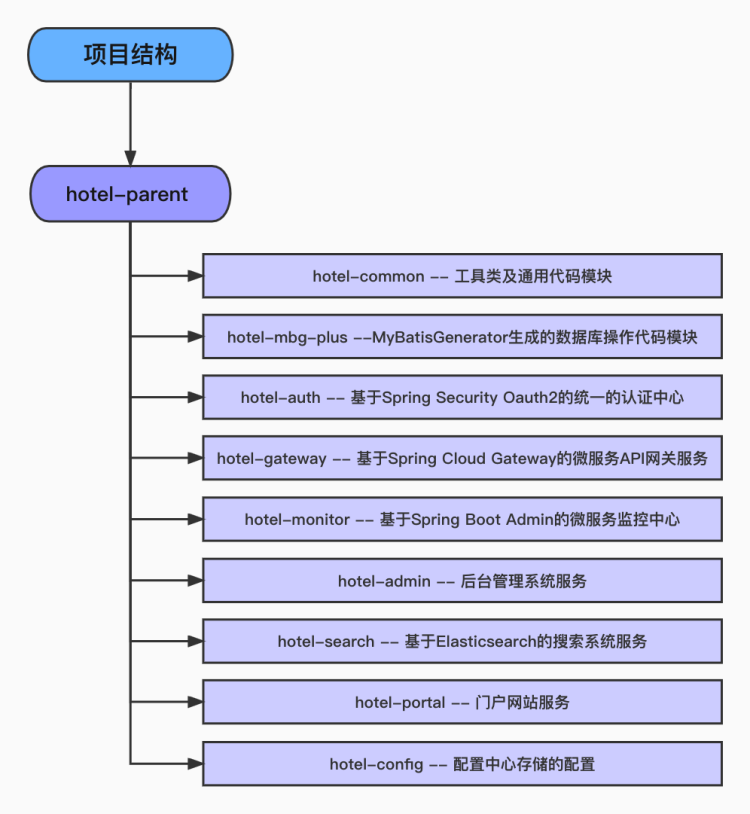 项目结构
hotel-parent
hotel-common -- 工具类及通用代码模块
hotel-mbg-plus --MyBatisGenerator生成的数据库操作代码模块
hotel-auth -- 基于Spring Security Oauth2的统一的认证中心
hotel-gateway -- 基于Spring Cloud Gateway的微服务API网关服务
hotel-monitor -- 基于Spring Boot Admin的微服务监控中心
hotel-admin -- 后台管理系统服务
hotel-search -- 基于Elasticsearch的搜索系统服务
hotel-portal -- 门户网站服务
hotel-config -- 配置中心存储的配置